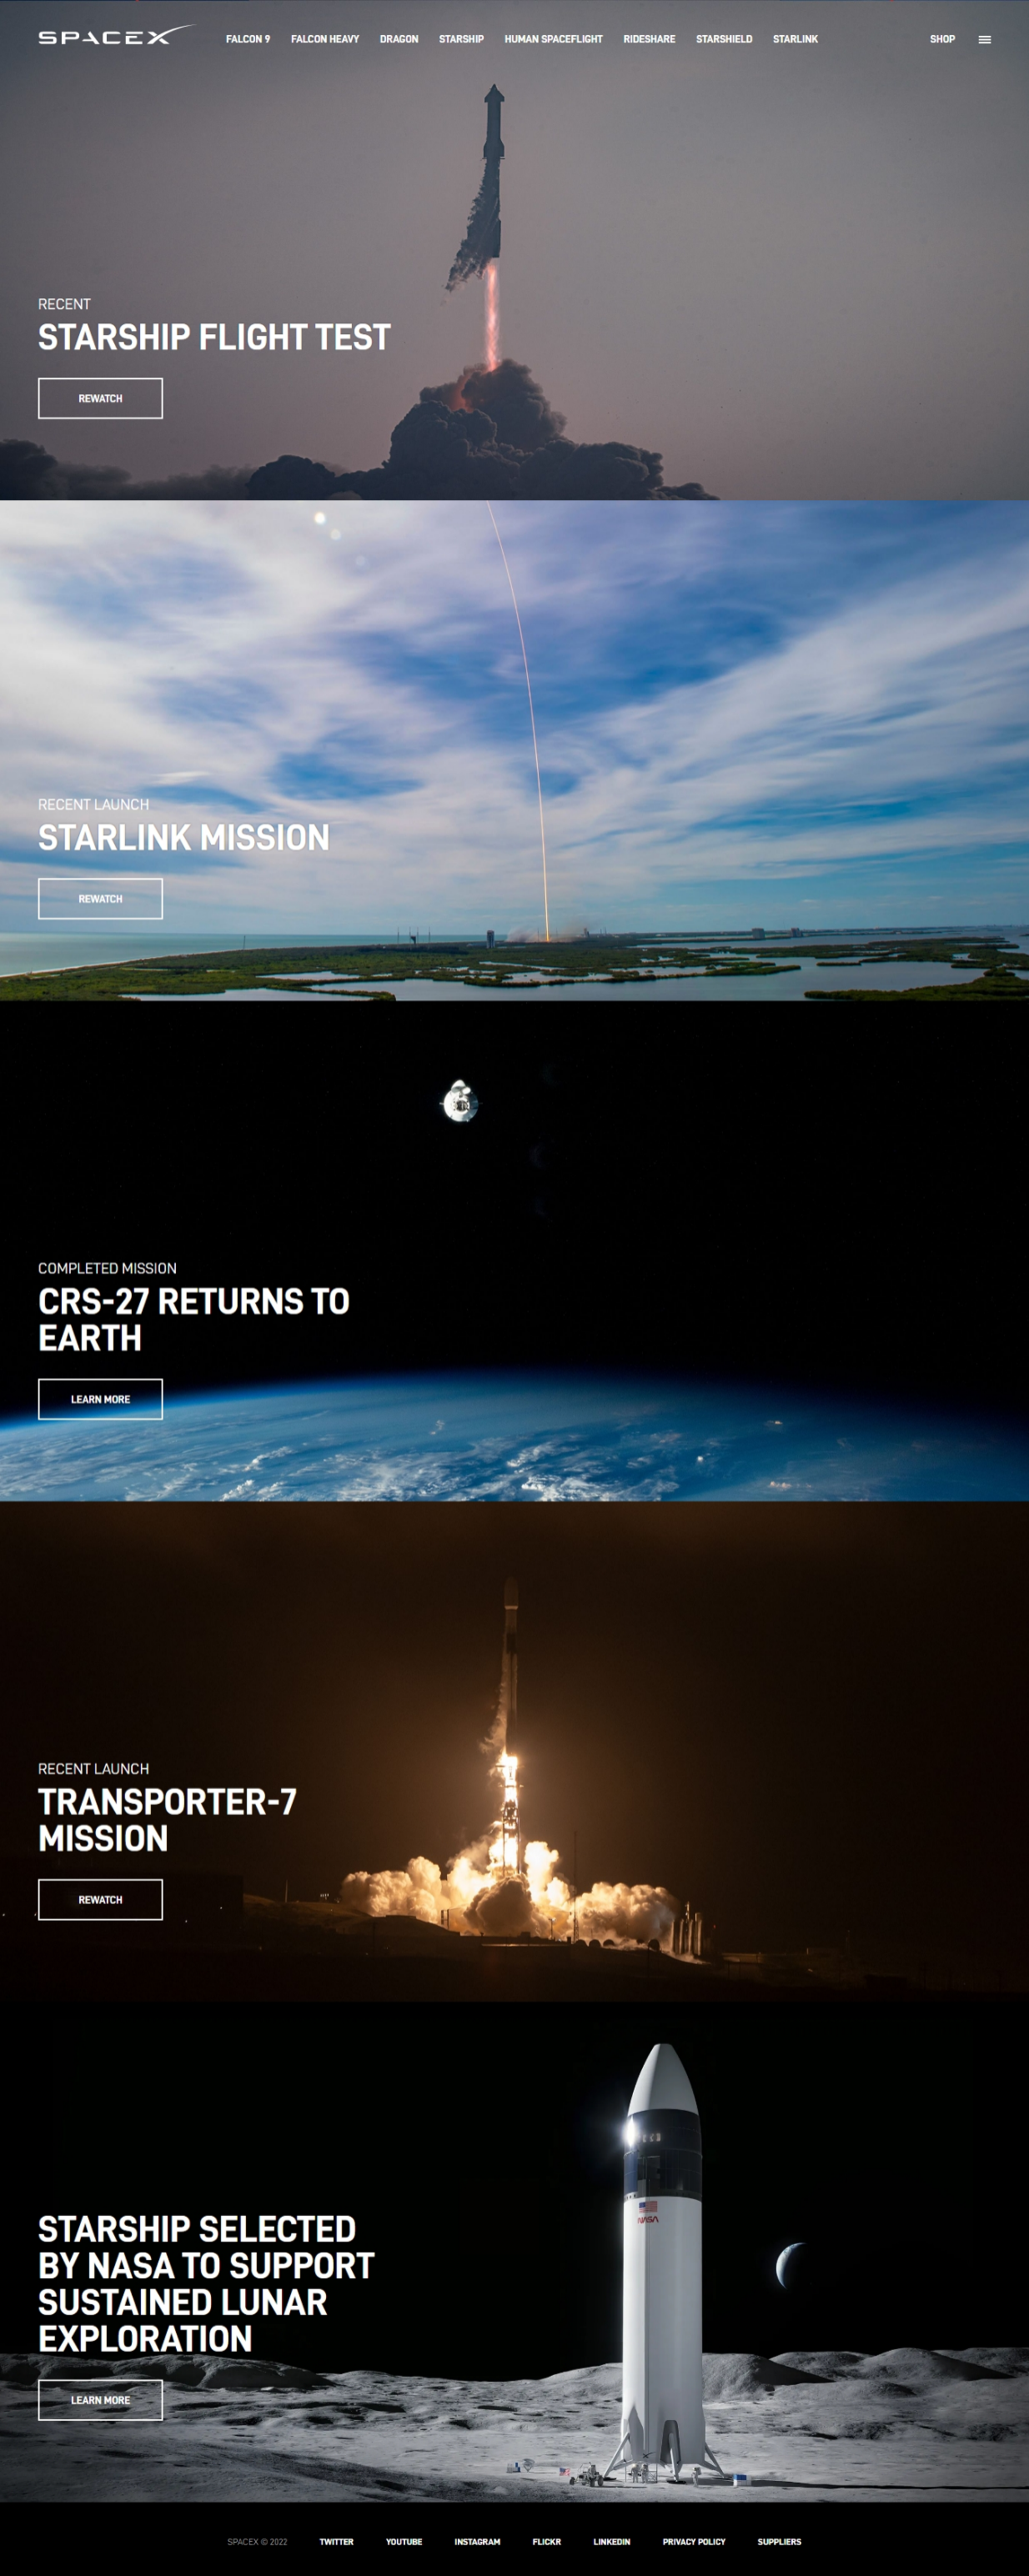 SPACEX
FALCON 9 FALCON HEAVY DRAGON STARSHIP HUMAN SPACEFLIGHT RIDESHARE STARSHIELD STARLINK SHOP
RECENT
STARSHIP FLIGHT TEST
REWATCH
RECENT LAUNCH
STARLINK MISSION
REWATCH
COMPLETED MISSION
CRS-27 RETURNS TO
EARTH
LEARN MORE
RECENT LAUNCH
TRANSPORTER-7
MISSION
REWATCH
NASA
STARSHIP SELECTED
BY NASA TO SUPPORT
SUSTAINED LUNAR
EXPLORATION
LEARN MORE
SPACEX © 2022 TWITTER YOUTUBE INSTAGRAM FLICKR LINKEDIN PRIVACY POLICY SUPPLIERS